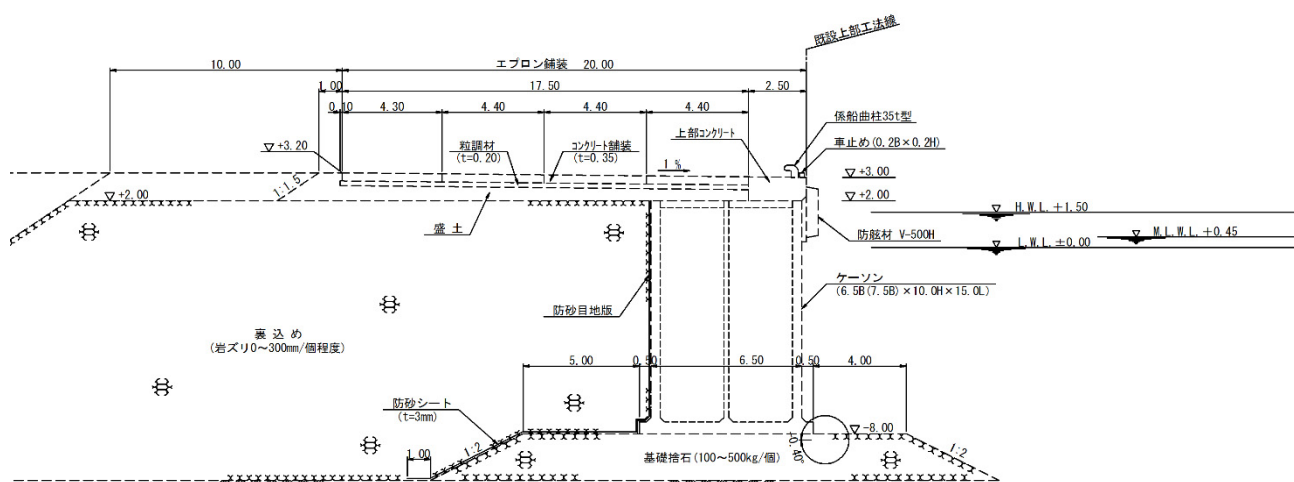 既設上部工法線
10.00
エプロン舗装 20.00
1.00
17.50
2.50
0.10
4.30
4.40
4.40
4.40
係船曲柱35t型
粒調材
(t=0.20)
コンクリート舗装
(t=0.35)
上部コンクリート
車止め(0.2B×0.2H)
▽+3.20
1 %
▽+3.00
1:1.5
▽+2.00
▽+2.00
H.W.L.+1.50
盛 土
防舷材 V-500H
M.L.W.L.+0.45
L.W.L.±0.00
ケーソン
(6.5B(7.5B)×10.0H×15.0L)
防砂目地版
裏 込 め
(岩ズリ0～300mm/個程度)
5.00
0.50
6.50
0.50
4.00
防砂シート
(t=3mm)
▽-8.00
1:2
-0.40°
1:2
1.00
基礎捨石(100～500kg/個)